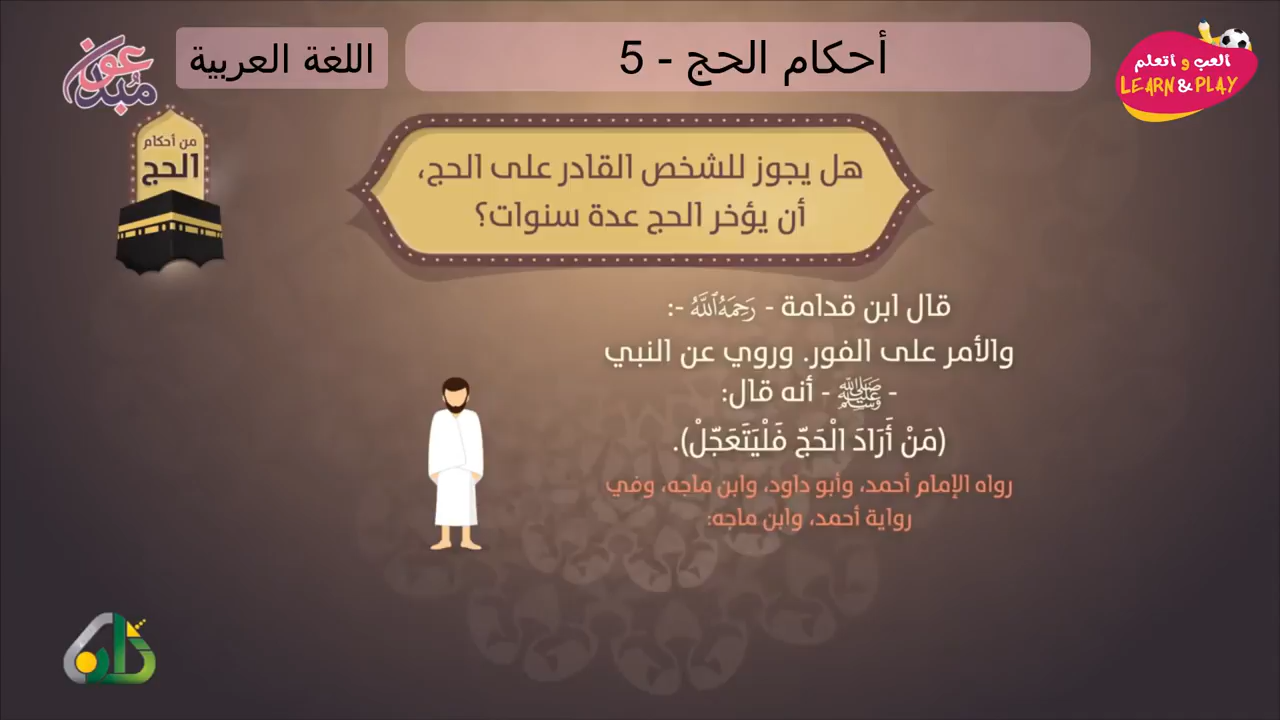 العب و أتعلم
LEARN & PLAY
أحكام الحج - 5
اللغة العربية
مبدعون
من أحكام
الحج
هل يجوز للشخص القادر على الحج،
أن يؤخر الحج عدة سنوات؟
قال ابن قدامة - رَحِمَهُ ٱللَّهُ -:
والأمر على الفور. وروي عن النبي
- ﷺ - أنه قال:
(مَنْ أَرَادَ الْحَجّ فَلْيَتَعَجّلْ).
رواه الإمام أحمد، وأبو داود، وابن ماجه، وفي
رواية أحمد، وابن ماجه: